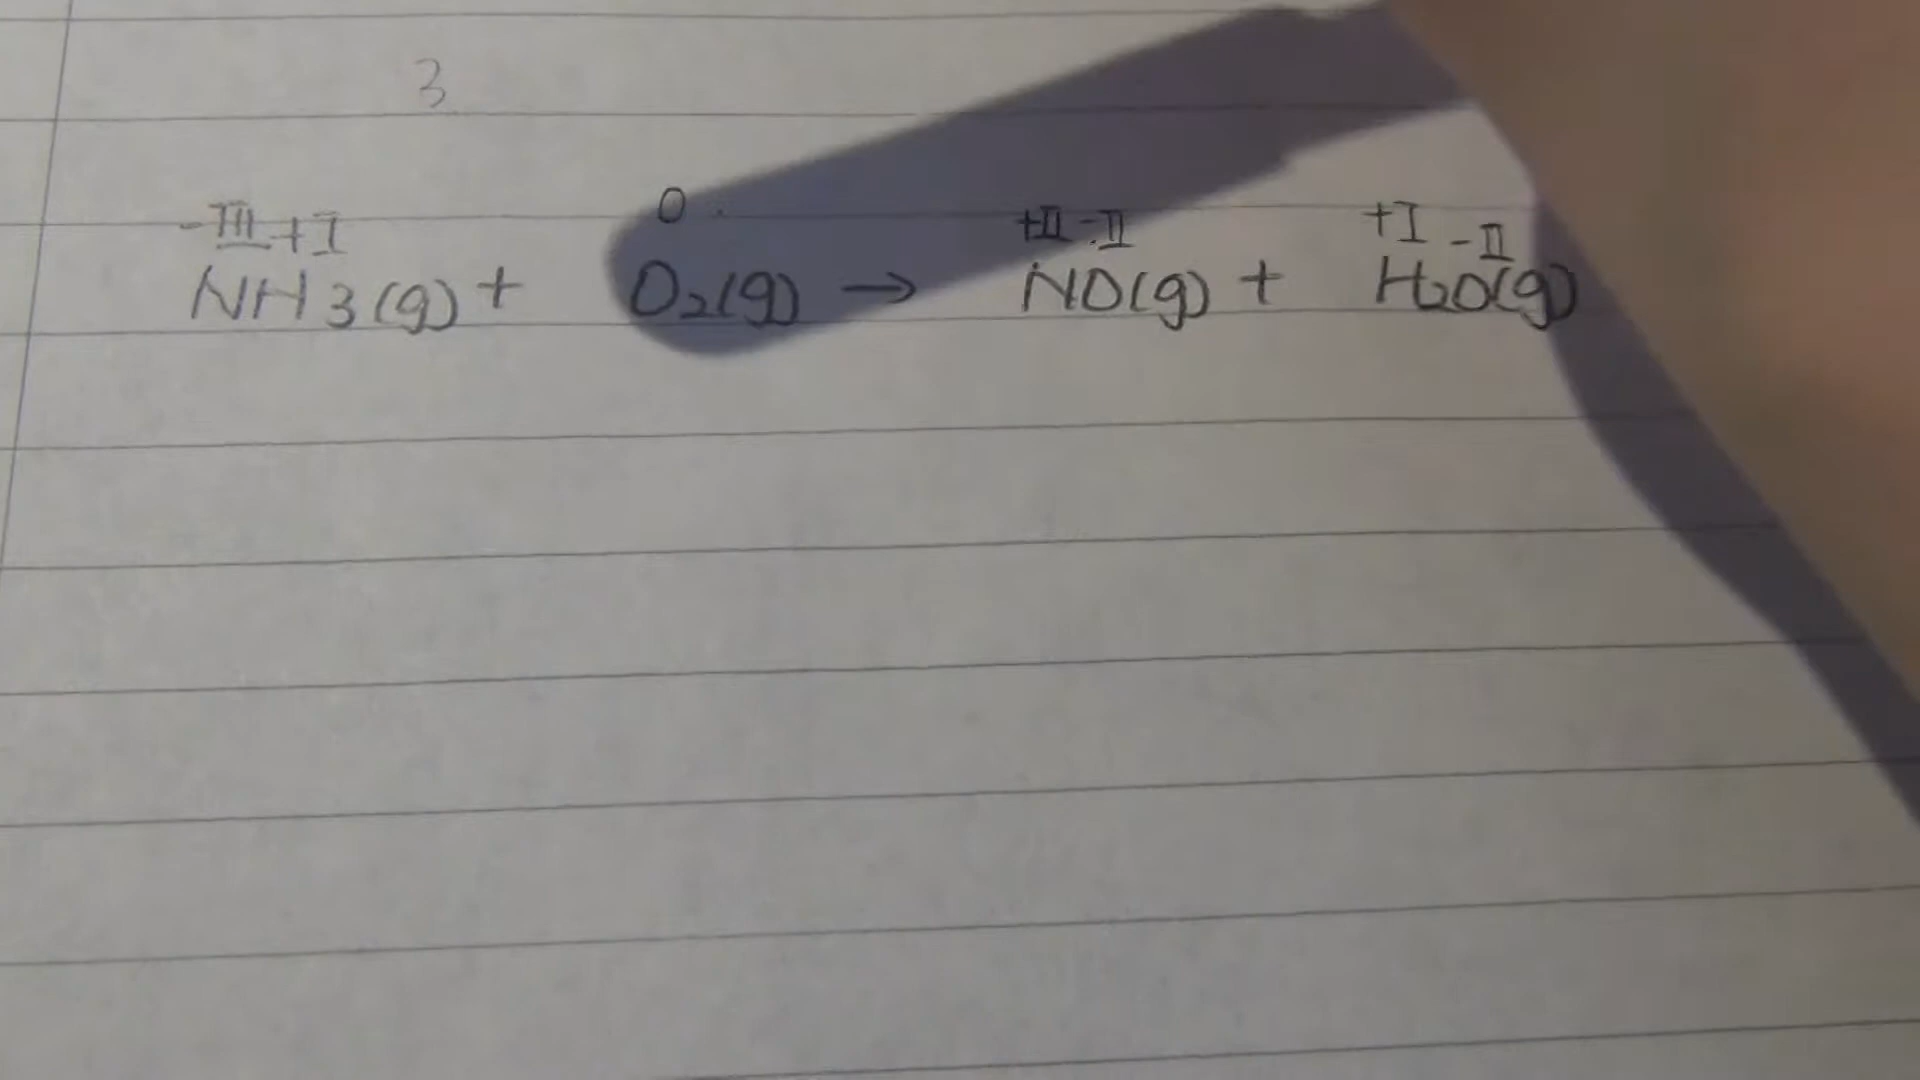 3
-III +I 0 +II -II +I -II
NH3(g) + O2(g) → NO(g) + H2O(g)